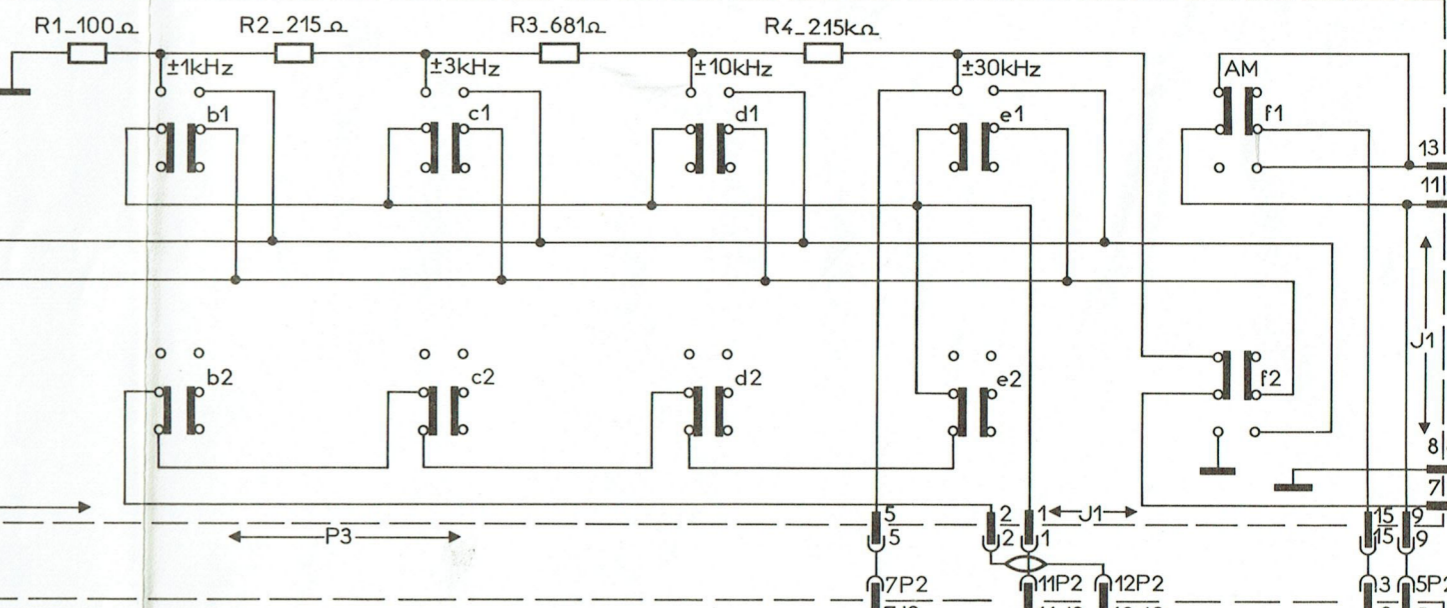 R1_100Ω R2_215Ω R3_681Ω R4_2.15kΩ
±1kHz ±3kHz ±10kHz ±30kHz AM
b1 c1 d1 e1 f1
13
11
J1
b2 c2 d2 e2 f2
8
7
5 2 1 J1 15 9
P3
5 2 1 15 9
7P2 11P2 12P2 3 5P2